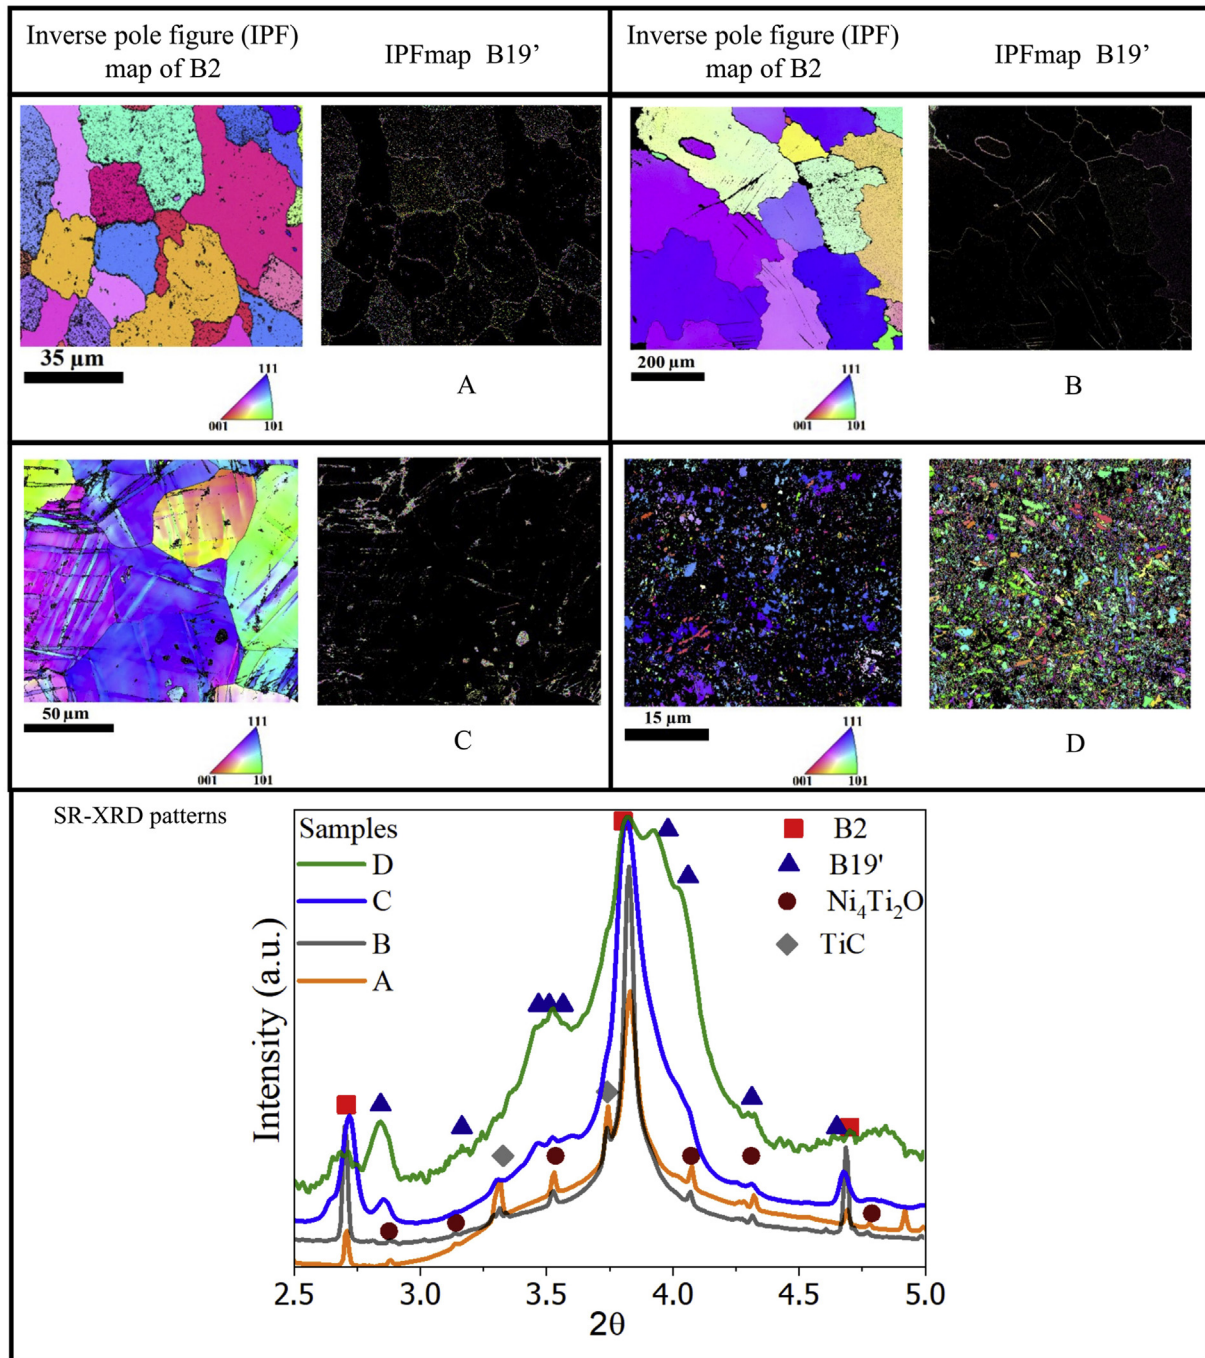 Inverse pole figure (IPF)
map of B2
IPFmap B19’
Inverse pole figure (IPF)
map of B2
IPFmap B19’
35 µm
111
001 101
A
200 µm
111
001 101
B
50 µm
111
001 101
C
15 µm
111
001 101
D
SR-XRD patterns
Samples
D
C
B
A
B2
B19'
Ni4Ti2O
TiC
Intensity (a.u.)
2.5 3.0 3.5 4.0 4.5 5.0
2θ